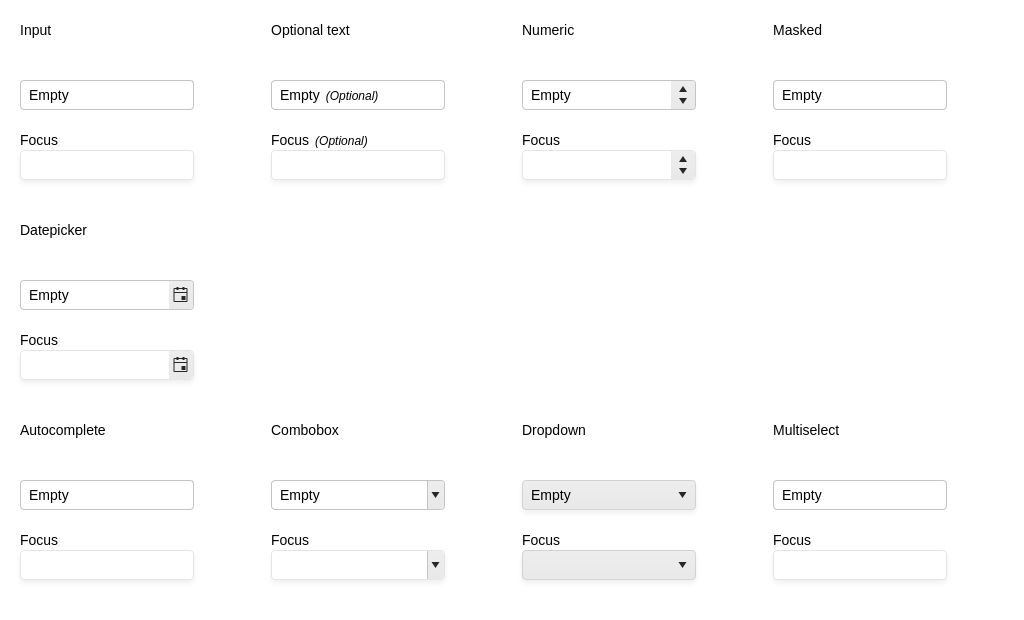 Input
Optional text
Numeric
Masked
Empty
Empty (Optional)
Empty
Empty
Focus
Focus (Optional)
Focus
Focus
Datepicker
Empty
Focus
Autocomplete
Combobox
Dropdown
Multiselect
Empty
Empty
Empty
Empty
Focus
Focus
Focus
Focus